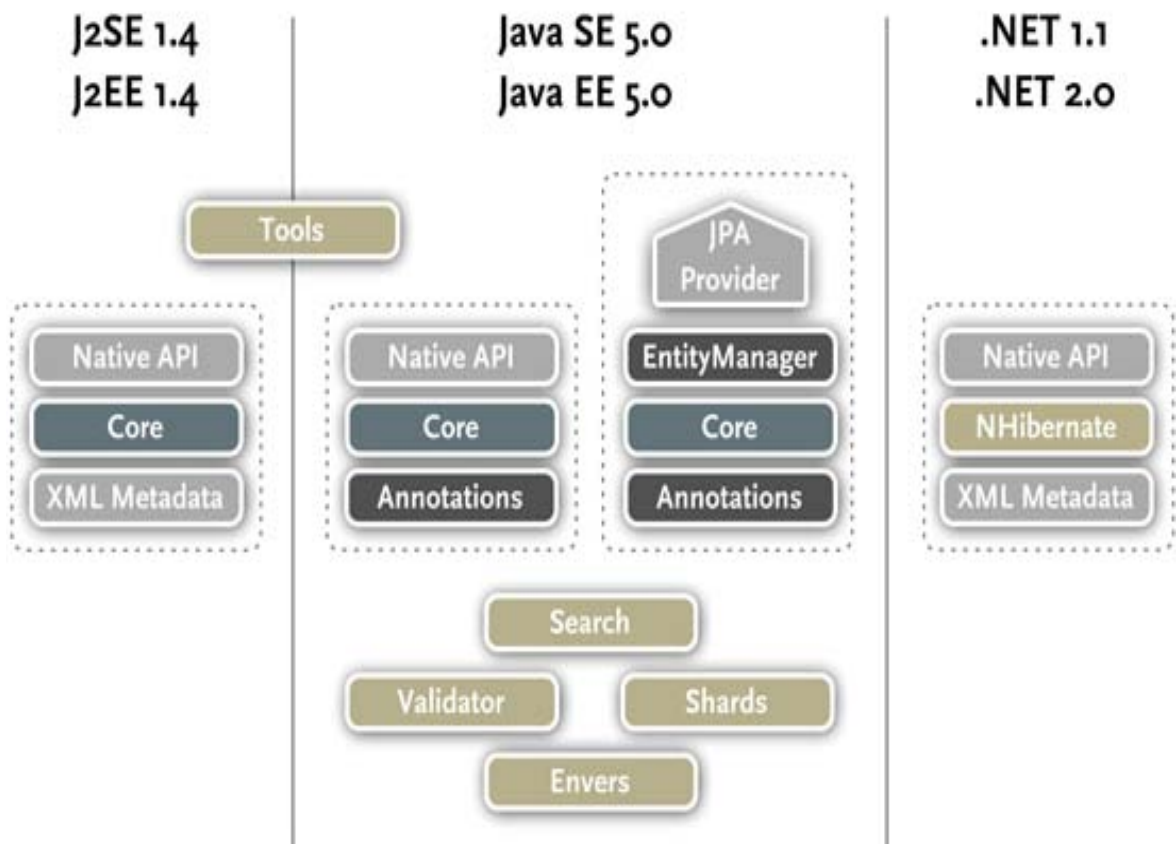 J2SE 1.4
J2EE 1.4
Java SE 5.0
Java EE 5.0
.NET 1.1
.NET 2.0
Tools
JPA
Provider
Native API
Core
XML Metadata
Native API
Core
Annotations
EntityManager
Core
Annotations
Native API
NHibernate
XML Metadata
Search
Validator
Shards
Envers